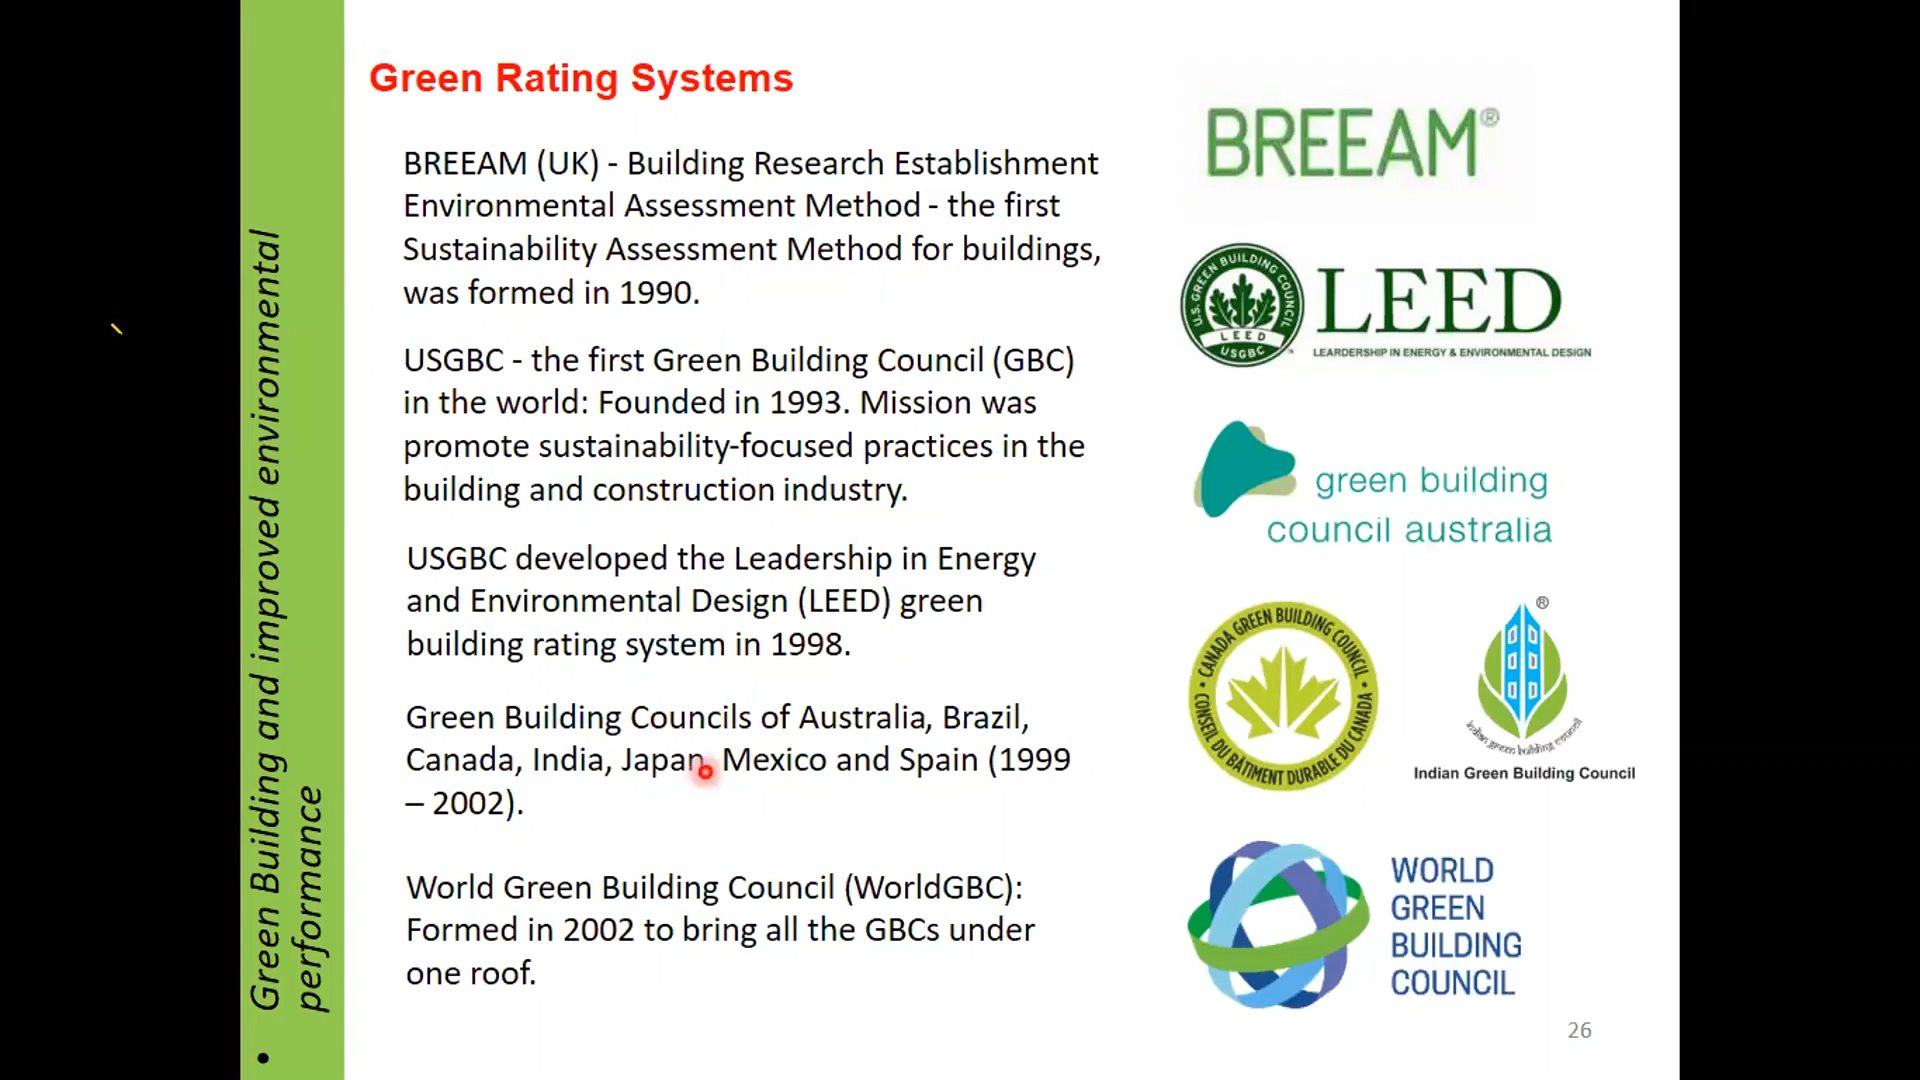 Green Rating Systems
BREEAM (UK) - Building Research Establishment
Environmental Assessment Method - the first
Sustainability Assessment Method for buildings,
was formed in 1990.
USGBC - the first Green Building Council (GBC)
in the world: Founded in 1993. Mission was
promote sustainability-focused practices in the
building and construction industry.
USGBC developed the Leadership in Energy
and Environmental Design (LEED) green
building rating system in 1998.
Green Building Councils of Australia, Brazil,
Canada, India, Japan, Mexico and Spain (1999
– 2002).
World Green Building Council (WorldGBC):
Formed in 2002 to bring all the GBCs under
one roof.
• Green Building and improved environmental
performance
BREEAM®
U.S. GREEN BUILDING COUNCIL
LEED
USGBC
™
LEED
LEARDERSHIP IN ENERGY & ENVIRONMENTAL DESIGN
green building
council australia
• CANADA GREEN BUILDING COUNCIL •
CONSEIL DU BÂTIMENT DURABLE DU CANADA
®
indian green building council
Indian Green Building Council
WORLD
GREEN
BUILDING
COUNCIL
26